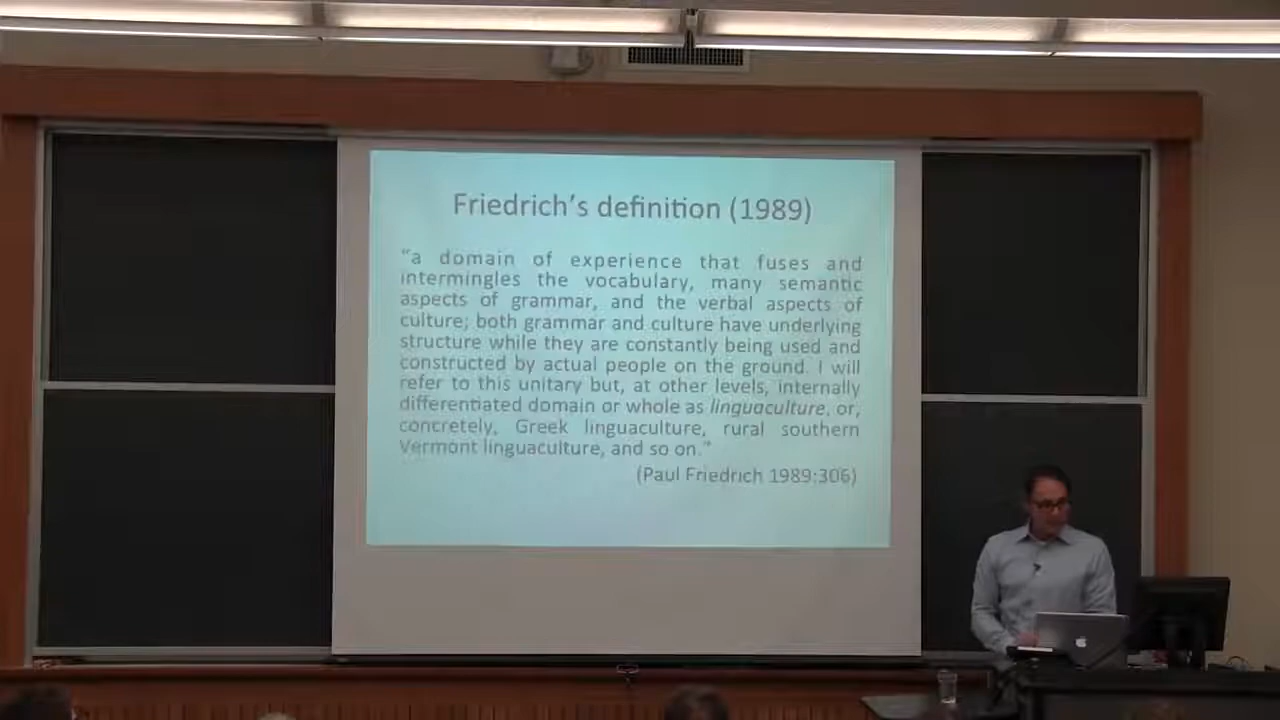 Friedrich's definition (1989)
"a domain of experience that fuses and
intermingles the vocabulary, many semantic
aspects of grammar, and the verbal aspects of
culture; both grammar and culture have underlying
structure while they are constantly being used and
constructed by actual people on the ground. I will
refer to this unitary but, at other levels, internally
differentiated domain or whole as linguaculture, or,
concretely, Greek linguaculture, rural southern
Vermont linguaculture, and so on."
(Paul Friedrich 1989:306)